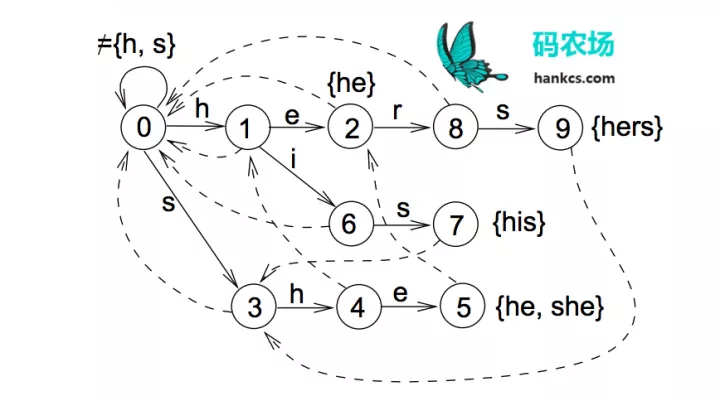 ≠{h, s}
码农场
hankcs.com
{he}
0 h 1 e 2 r 8 s 9 {hers}
i
s 6 s 7 {his}
3 h 4 e 5 {he, she}